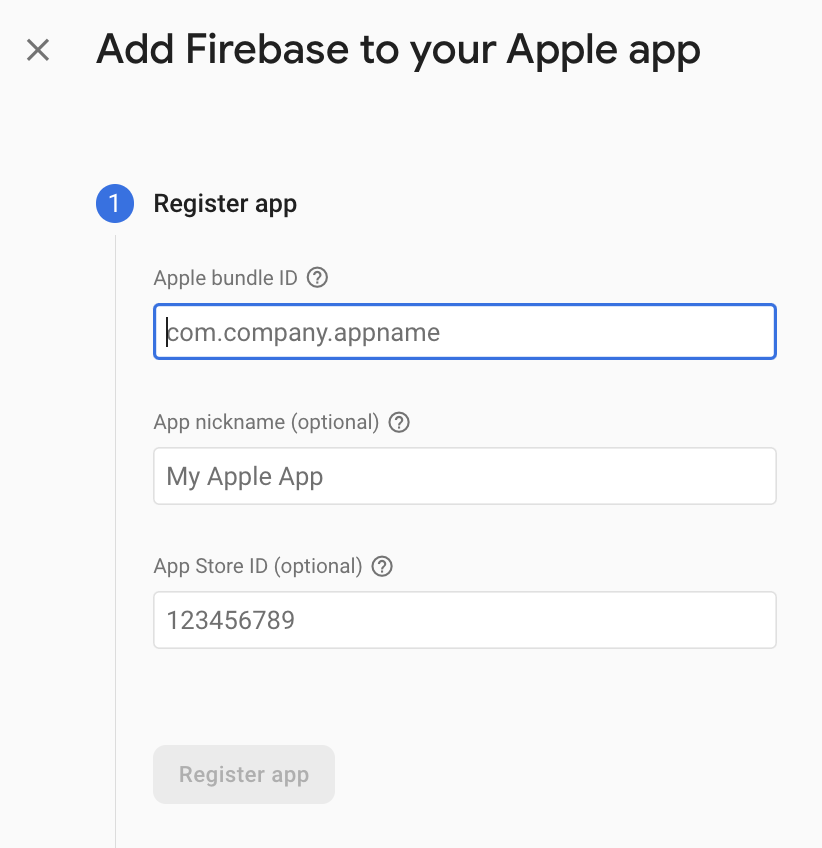 Add Firebase to your Apple app
1 Register app
Apple bundle ID ?
com.company.appname
App nickname (optional) ?
My Apple App
App Store ID (optional) ?
123456789
Register app